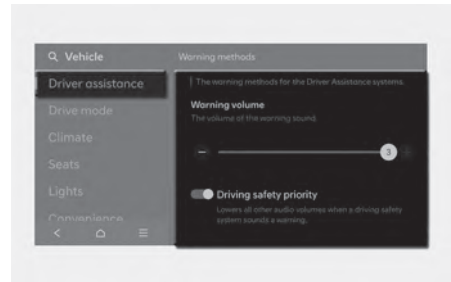 Vehicle
Warning methods
Driver assistance
The warning methods for the Driver Assistance systems.
Drive mode
Warning volume
The volume of the warning sound.
Climate
3
Seats
Driving safety priority
Lights
Lowers all other audio volumes when a driving safety
system sounds a warning.
Convenience